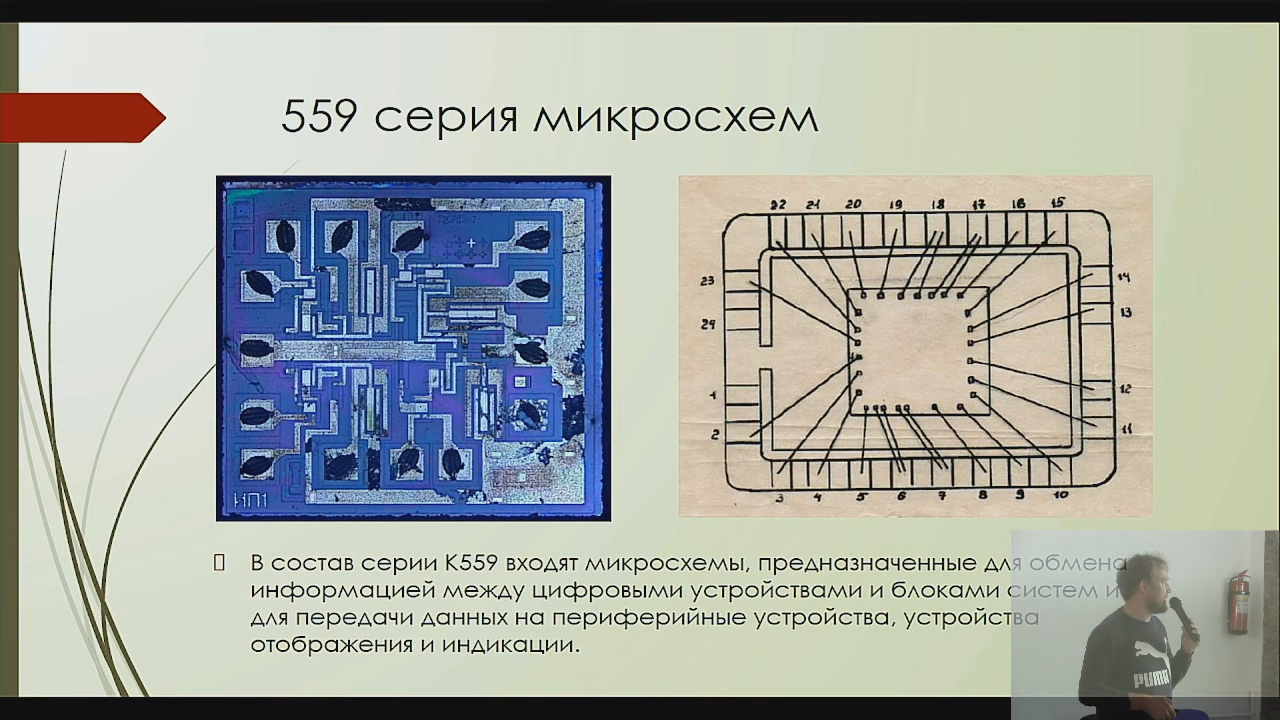 559 серия микросхем
ИП1
22 21 20 19 18 17 16 15
23
24
1
2
14
13
12
11
3 4 5 6 7 8 9 10
В состав серии К559 входят микросхемы, предназначенные для обмена
информацией между цифровыми устройствами и блоками систем и
для передачи данных на периферийные устройства, устройства
отображения и индикации.
PUMA